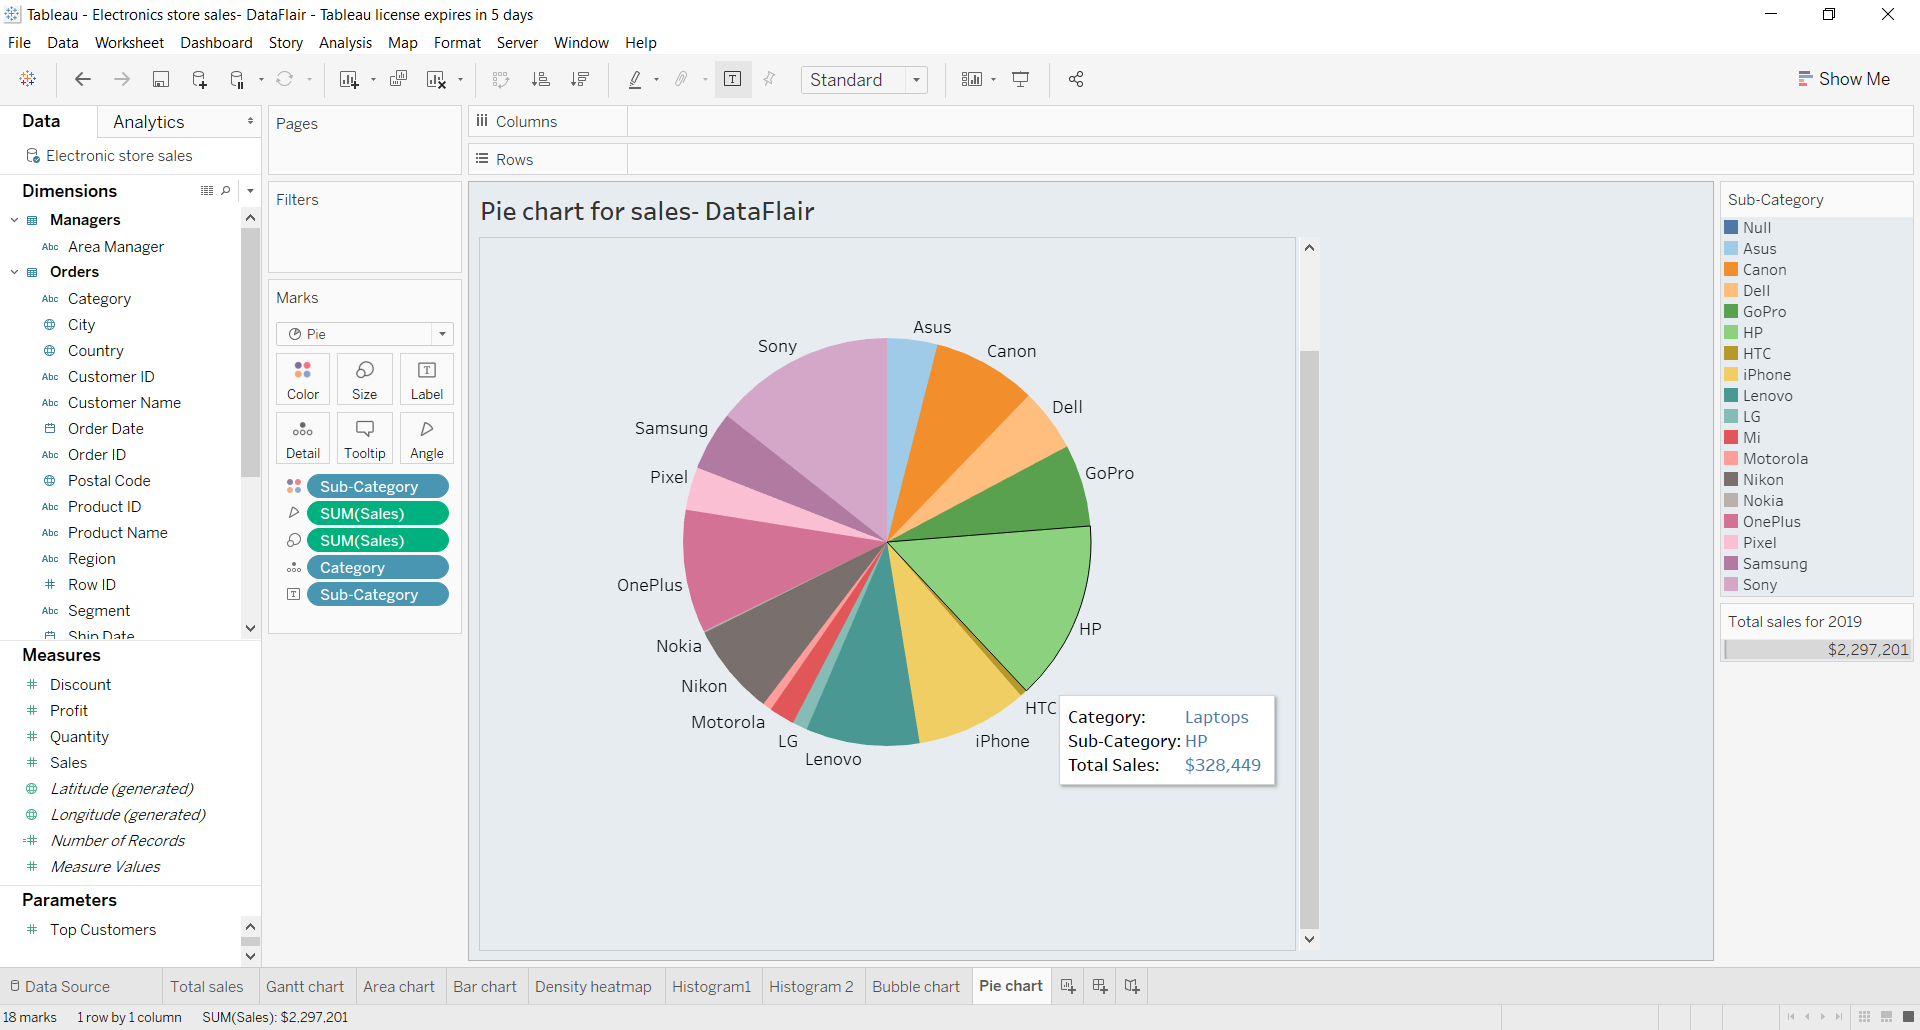 Tableau - Electronics store sales- DataFlair - Tableau license expires in 5 days
File Data Worksheet Dashboard Story Analysis Map Format Server Window Help
Standard
Show Me
Data Analytics
Electronic store sales
Dimensions
Managers
Abc Area Manager
Orders
Abc Category
City
Country
Abc Customer ID
Abc Customer Name
Order Date
Abc Order ID
Postal Code
Abc Product ID
Abc Product Name
Abc Region
# Row ID
Abc Segment
Ship Date
Measures
# Discount
# Profit
# Quantity
# Sales
Latitude (generated)
Longitude (generated)
=# Number of Records
# Measure Values
Parameters
# Top Customers
Pages
Filters
Marks
Pie
Color Size Label
Detail Tooltip Angle
Sub-Category
SUM(Sales)
SUM(Sales)
Category
Sub-Category
Columns
Rows
Pie chart for sales- DataFlair
Asus
Sony
Canon
Dell
Samsung
GoPro
Pixel
OnePlus
HP
Nokia
Nikon
HTC
Motorola
LG
iPhone
Lenovo
Category: Laptops
Sub-Category: HP
Total Sales: $328,449
Sub-Category
Null
Asus
Canon
Dell
GoPro
HP
HTC
iPhone
Lenovo
LG
Mi
Motorola
Nikon
Nokia
OnePlus
Pixel
Samsung
Sony
Total sales for 2019
$2,297,201
Data Source Total sales Gantt chart Area chart Bar chart Density heatmap Histogram1 Histogram 2 Bubble chart Pie chart
18 marks 1 row by 1 column SUM(Sales): $2,297,201